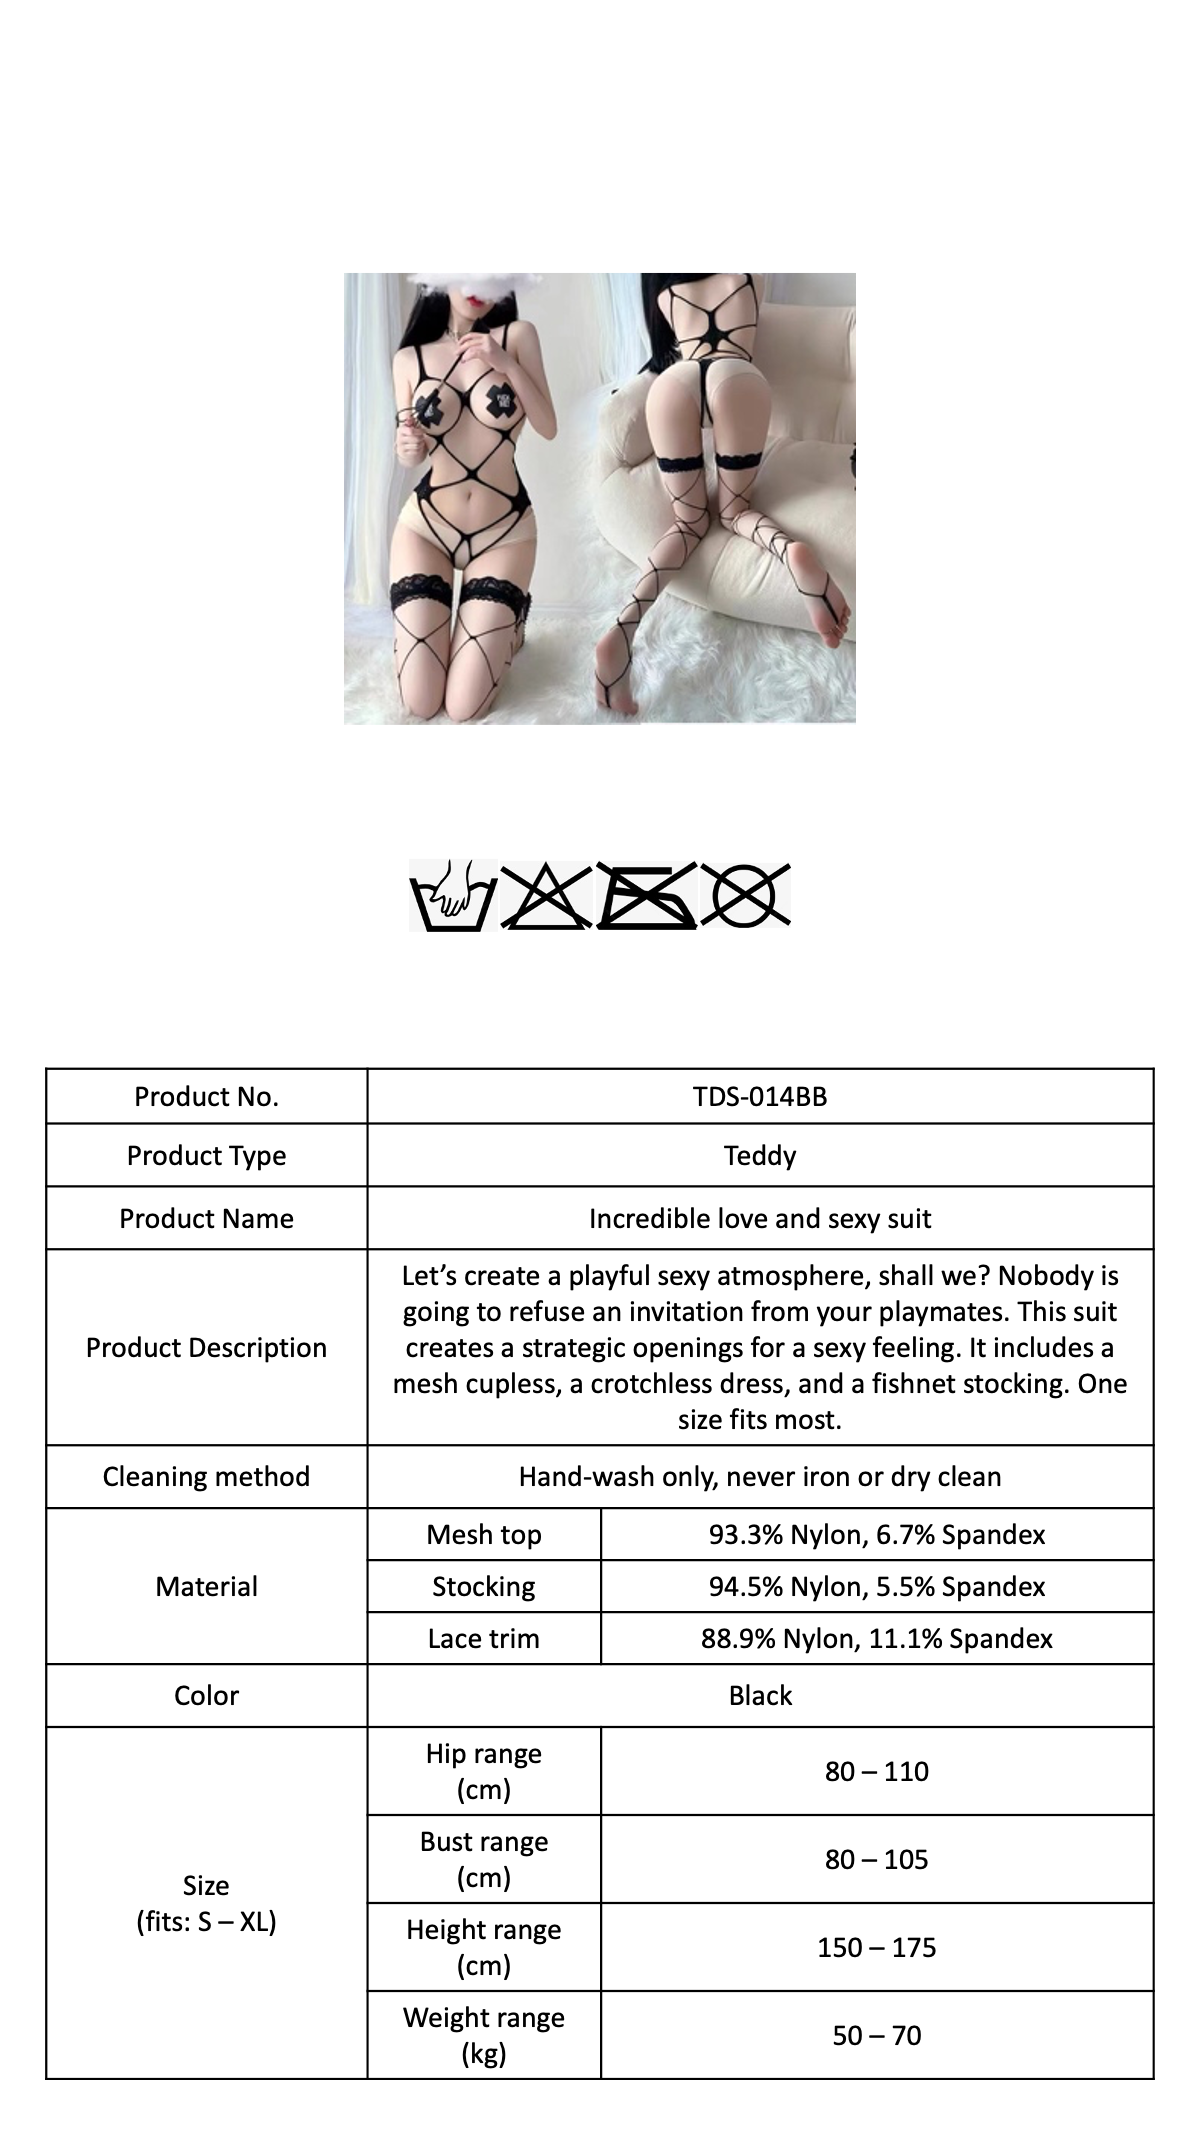 Product No.
TDS-014BB
Product Type
Teddy
Product Name
Incredible love and sexy suit
Product Description
Let’s create a playful sexy atmosphere, shall we? Nobody is
going to refuse an invitation from your playmates. This suit
creates a strategic openings for a sexy feeling. It includes a
mesh cupless, a crotchless dress, and a fishnet stocking. One
size fits most.
Cleaning method
Hand-wash only, never iron or dry clean
Material
Mesh top
93.3% Nylon, 6.7% Spandex
Stocking
94.5% Nylon, 5.5% Spandex
Lace trim
88.9% Nylon, 11.1% Spandex
Color
Black
Size
(fits: S – XL)
Hip range
(cm)
80 – 110
Bust range
(cm)
80 – 105
Height range
(cm)
150 – 175
Weight range
(kg)
50 – 70